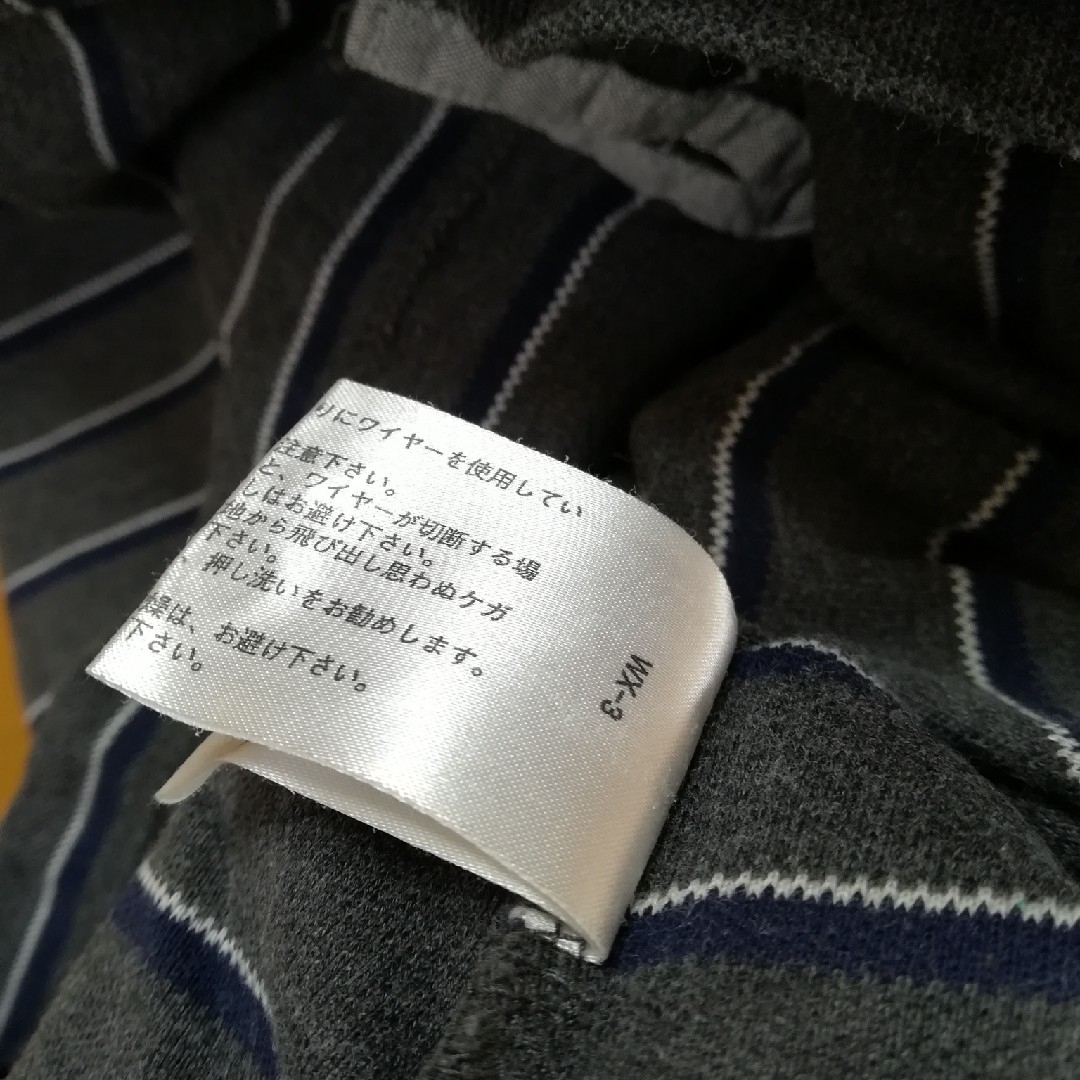 りにワイヤーを使用してい
注意下さい。
と、ワイヤーが切断する場
しはお避け下さい。
地から飛び出し思わぬケガ
下さい。
、押し洗いをお勧めします。
燥は、お避け下さい。
下さい。
WX-3